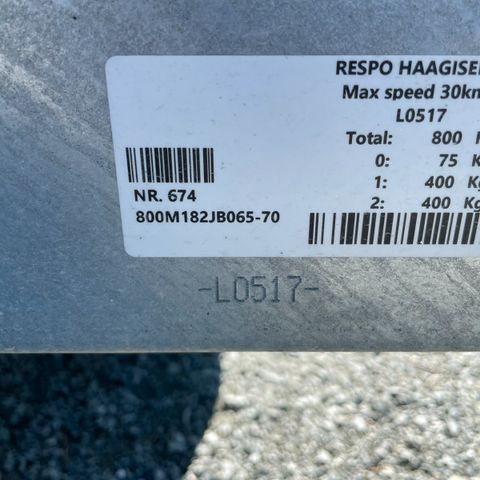 RESPO HAAGISE
Max speed 30km
L0517
Total: 800
0: 75 K
1: 400 Kg
2: 400 Kg
NR. 674
800M182JB065-70
-L0517-